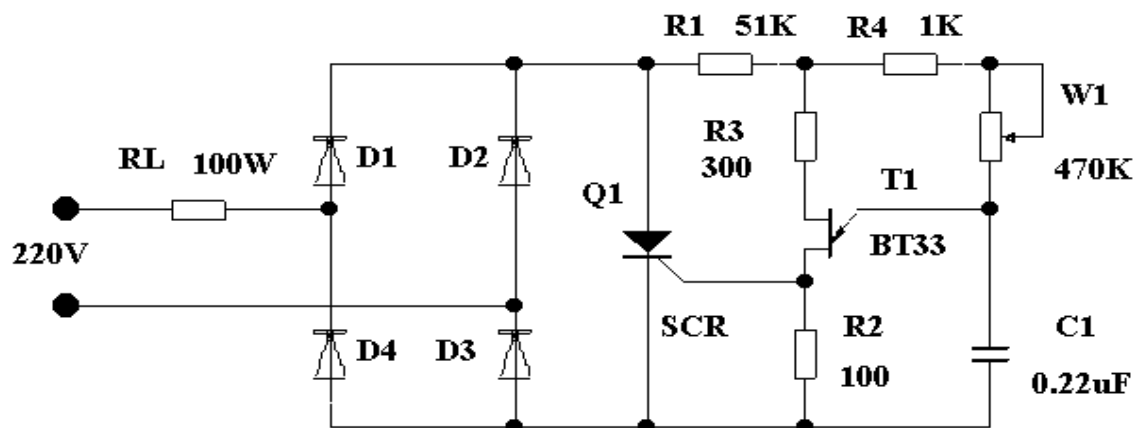 R1 51K R4 1K
W1
R3
300
RL 100W D1 D2
470K
Q1 T1
220V
BT33
SCR R2
100
C1
0.22uF
D4 D3